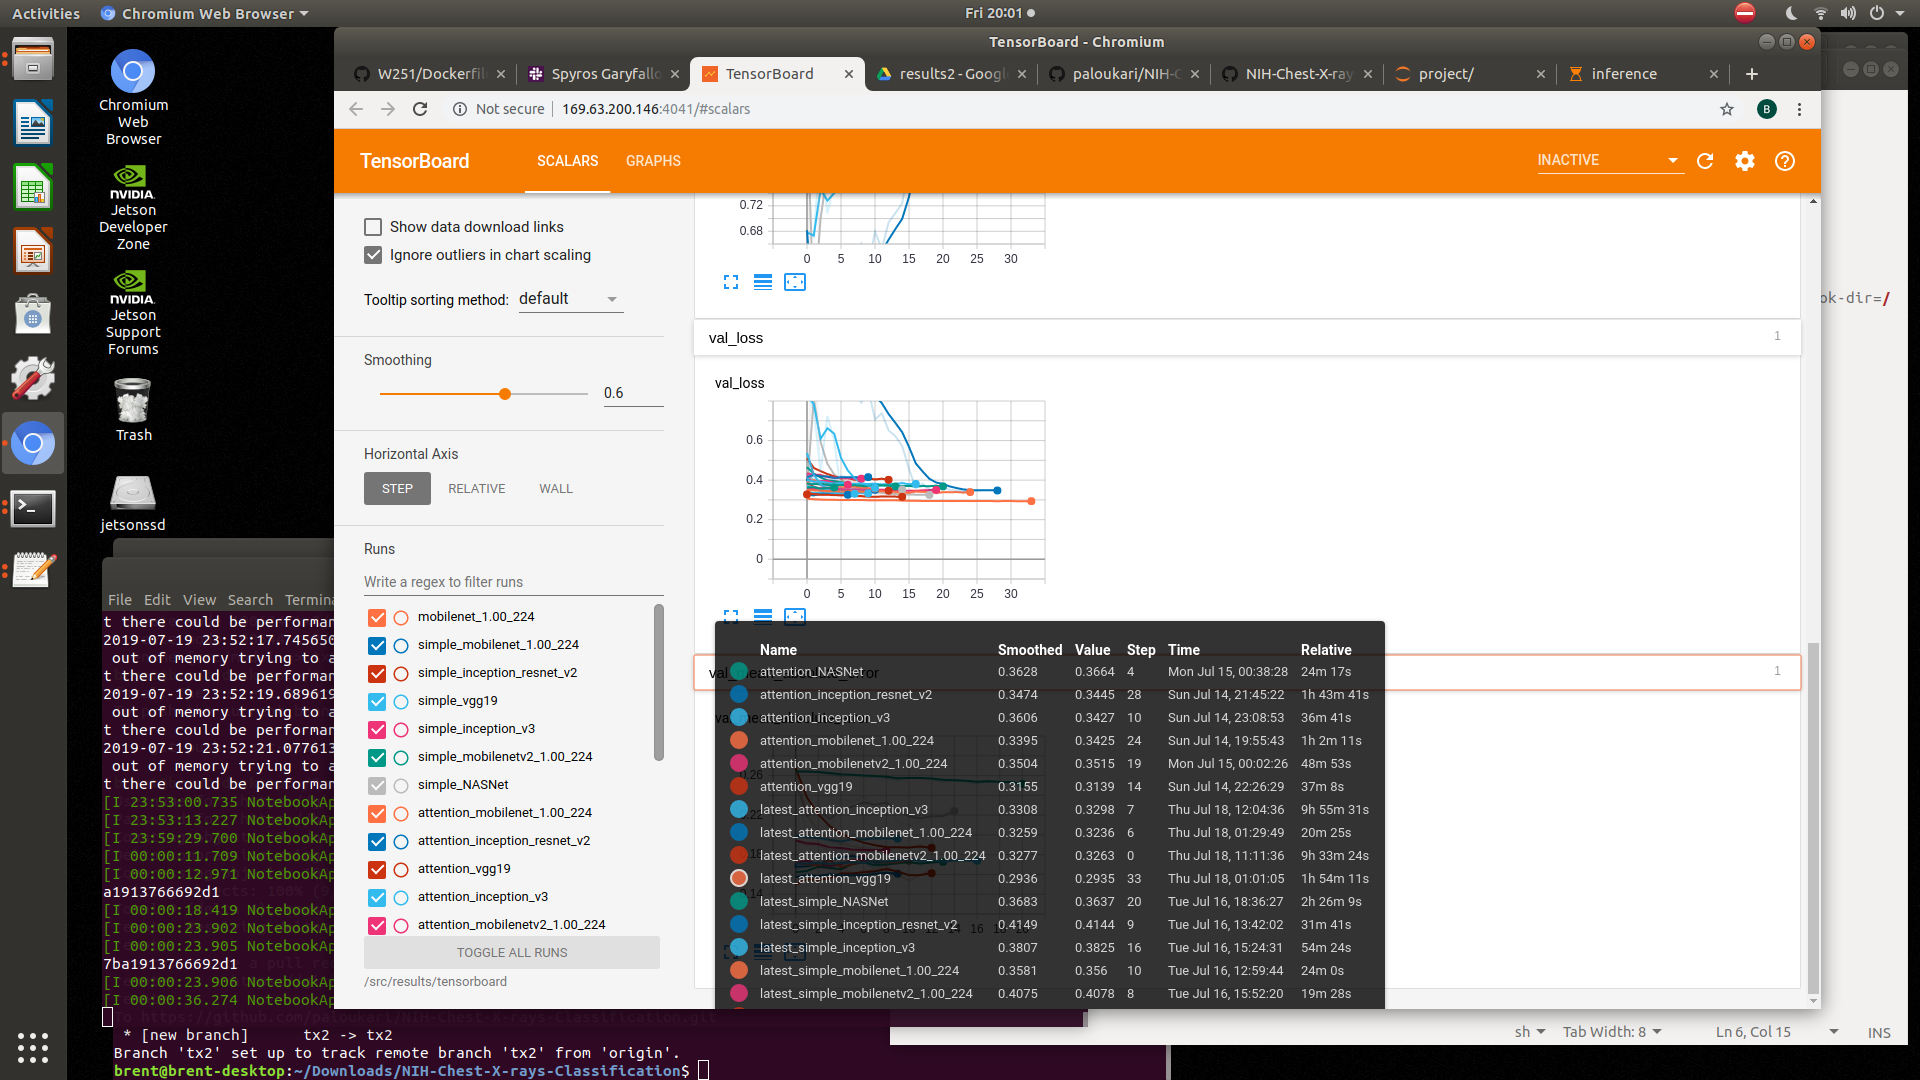 Activities
Chromium Web Browser
Fri 20:01
TensorBoard - Chromium
W251/Dockerfil
Spyros Garyfallo
TensorBoard
results2 - Googl
paloukari/NIH-C
NIH-Chest-X-ray
project/
inference
Not secure
169.63.200.146:4041/#scalars
B
Chromium
Web
Browser
NVIDIA.
Jetson
Developer
Zone
NVIDIA.
Jetson
Support
Forums
Trash
jetsonssd
TensorBoard
SCALARS
GRAPHS
INACTIVE
Show data download links
Ignore outliers in chart scaling
Tooltip sorting method:
default
Smoothing
0.6
Horizontal Axis
STEP
RELATIVE
WALL
Runs
Write a regex to filter runs
mobilenet_1.00_224
simple_mobilenet_1.00_224
simple_inception_resnet_v2
simple_vgg19
simple_inception_v3
simple_mobilenetv2_1.00_224
simple_NASNet
attention_mobilenet_1.00_224
attention_inception_resnet_v2
attention_vgg19
attention_inception_v3
attention_mobilenetv2_1.00_224
TOGGLE ALL RUNS
/src/results/tensorboard
0.72
0.68
0 5 10 15 20 25 30
val_loss
1
val_loss
0.6
0.4
0.2
0
0 5 10 15 20 25 30
1
Name Smoothed Value Step Time Relative
attention_NASNet 0.3628 0.3664 4 Mon Jul 15, 00:38:28 24m 17s
attention_inception_resnet_v2 0.3474 0.3445 28 Sun Jul 14, 21:45:22 1h 43m 41s
attention_inception_v3 0.3606 0.3427 10 Sun Jul 14, 23:08:53 36m 41s
attention_mobilenet_1.00_224 0.3395 0.3425 24 Sun Jul 14, 19:55:43 1h 2m 11s
attention_mobilenetv2_1.00_224 0.3504 0.3515 19 Mon Jul 15, 00:02:26 48m 53s
attention_vgg19 0.3155 0.3139 14 Sun Jul 14, 22:26:29 37m 8s
latest_attention_inception_v3 0.3308 0.3298 7 Thu Jul 18, 12:04:36 9h 55m 31s
latest_attention_mobilenet_1.00_224 0.3259 0.3236 6 Thu Jul 18, 01:29:49 20m 25s
latest_attention_mobilenetv2_1.00_224 0.3277 0.3263 0 Thu Jul 18, 11:11:36 9h 33m 24s
latest_attention_vgg19 0.2936 0.2935 33 Thu Jul 18, 01:01:05 1h 54m 11s
latest_simple_NASNet 0.3683 0.3637 20 Tue Jul 16, 18:36:27 2h 26m 9s
latest_simple_inception_resnet_v2 0.4149 0.4144 9 Tue Jul 16, 13:42:02 31m 41s
latest_simple_inception_v3 0.3807 0.3825 16 Tue Jul 16, 15:24:31 54m 24s
latest_simple_mobilenet_1.00_224 0.3581 0.356 10 Tue Jul 16, 12:59:44 24m 0s
latest_simple_mobilenetv2_1.00_224 0.4075 0.4078 8 Tue Jul 16, 15:52:20 19m 28s
ok-dir=/
File Edit View Search Termina
t there could be performan
2019-07-19 23:52:17.745650
out of memory trying to a
t there could be performan
2019-07-19 23:52:19.689619
out of memory trying to a
t there could be performan
2019-07-19 23:52:21.077613
out of memory trying to a
t there could be performan
[I 23:53:00.735 NotebookAp
[I 23:53:13.227 NotebookAp
[I 23:59:29.700 NotebookAp
[I 00:00:11.709 NotebookAp
[I 00:00:12.971 NotebookAp
a1913766692d1
[I 00:00:18.419 NotebookAp
[I 00:00:23.902 NotebookAp
[I 00:00:23.905 NotebookAp
7ba1913766692d1
[I 00:00:23.906 NotebookAp
[I 00:00:36.274 NotebookAp
To https://github.com/paloukari/NIH-Chest-X-rays-Classification.git
* [new branch] tx2 -> tx2
Branch 'tx2' set up to track remote branch 'tx2' from 'origin'.
brent@brent-desktop:~/Downloads/NIH-Chest-X-rays-Classification$
sh
Tab Width: 8
Ln 6, Col 15
INS